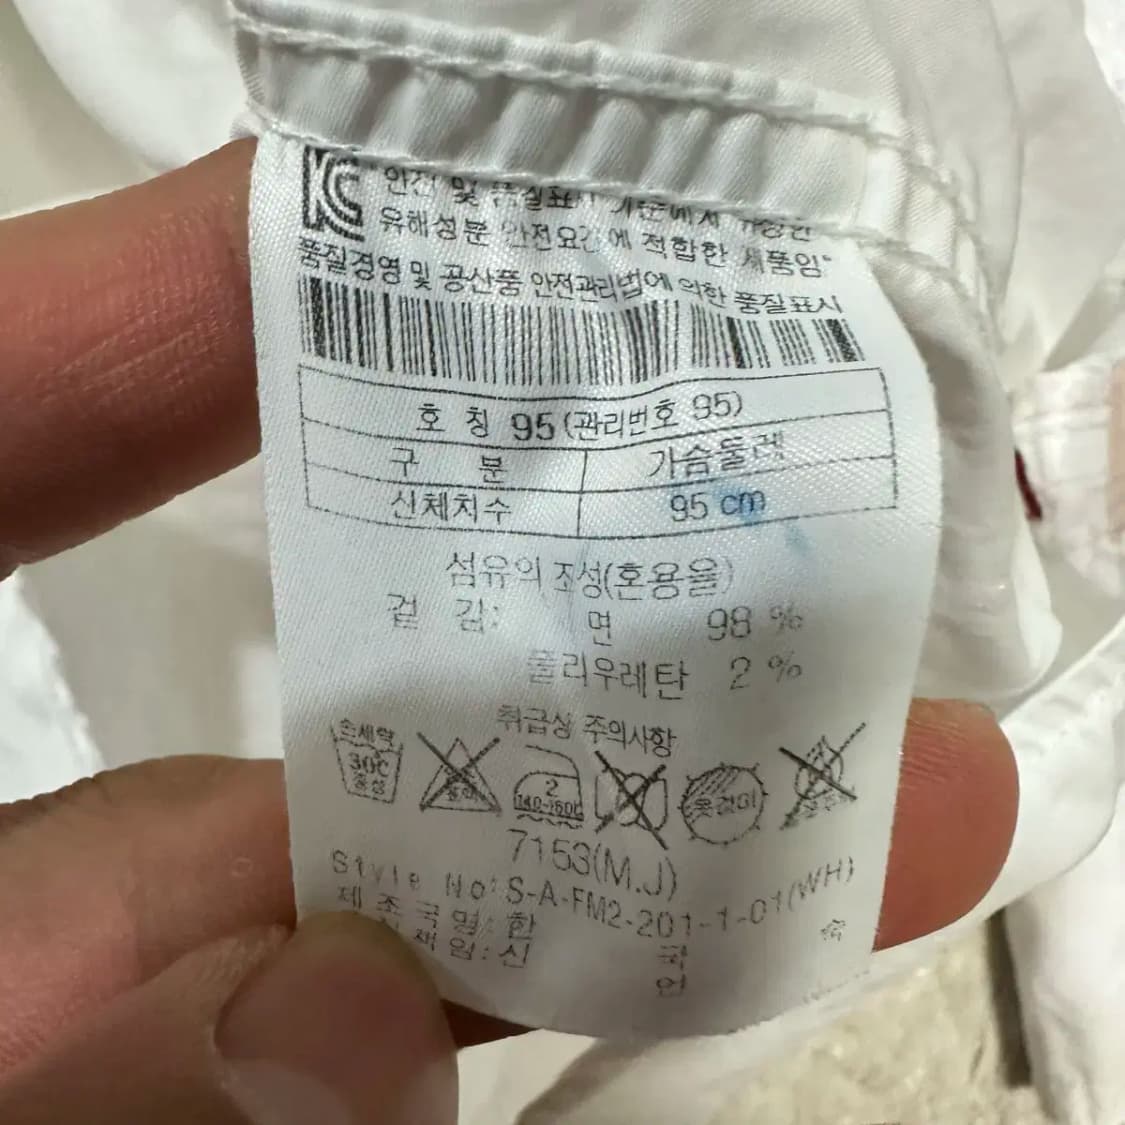 KC 안전 및 품질표시 기준에서 규정한
유해성분 안전요건에 적합한 제품임"
품질경영 및 공산품 안전관리법에 의한 품질표시
호 칭 95 (관리번호 95)
구 분 가슴둘레
신체치수 95 cm
섬유의 조성(혼용율)
겉 감: 면 98 %
폴리우레탄 2 %
취급상 주의사항
손세탁
30℃
중성
2
140~160℃
옷걸이
7153(M.J)
Style No: S-A-FM2-201-1-01(WH)
제 조 국 명: 한 국
책 임: 신 언